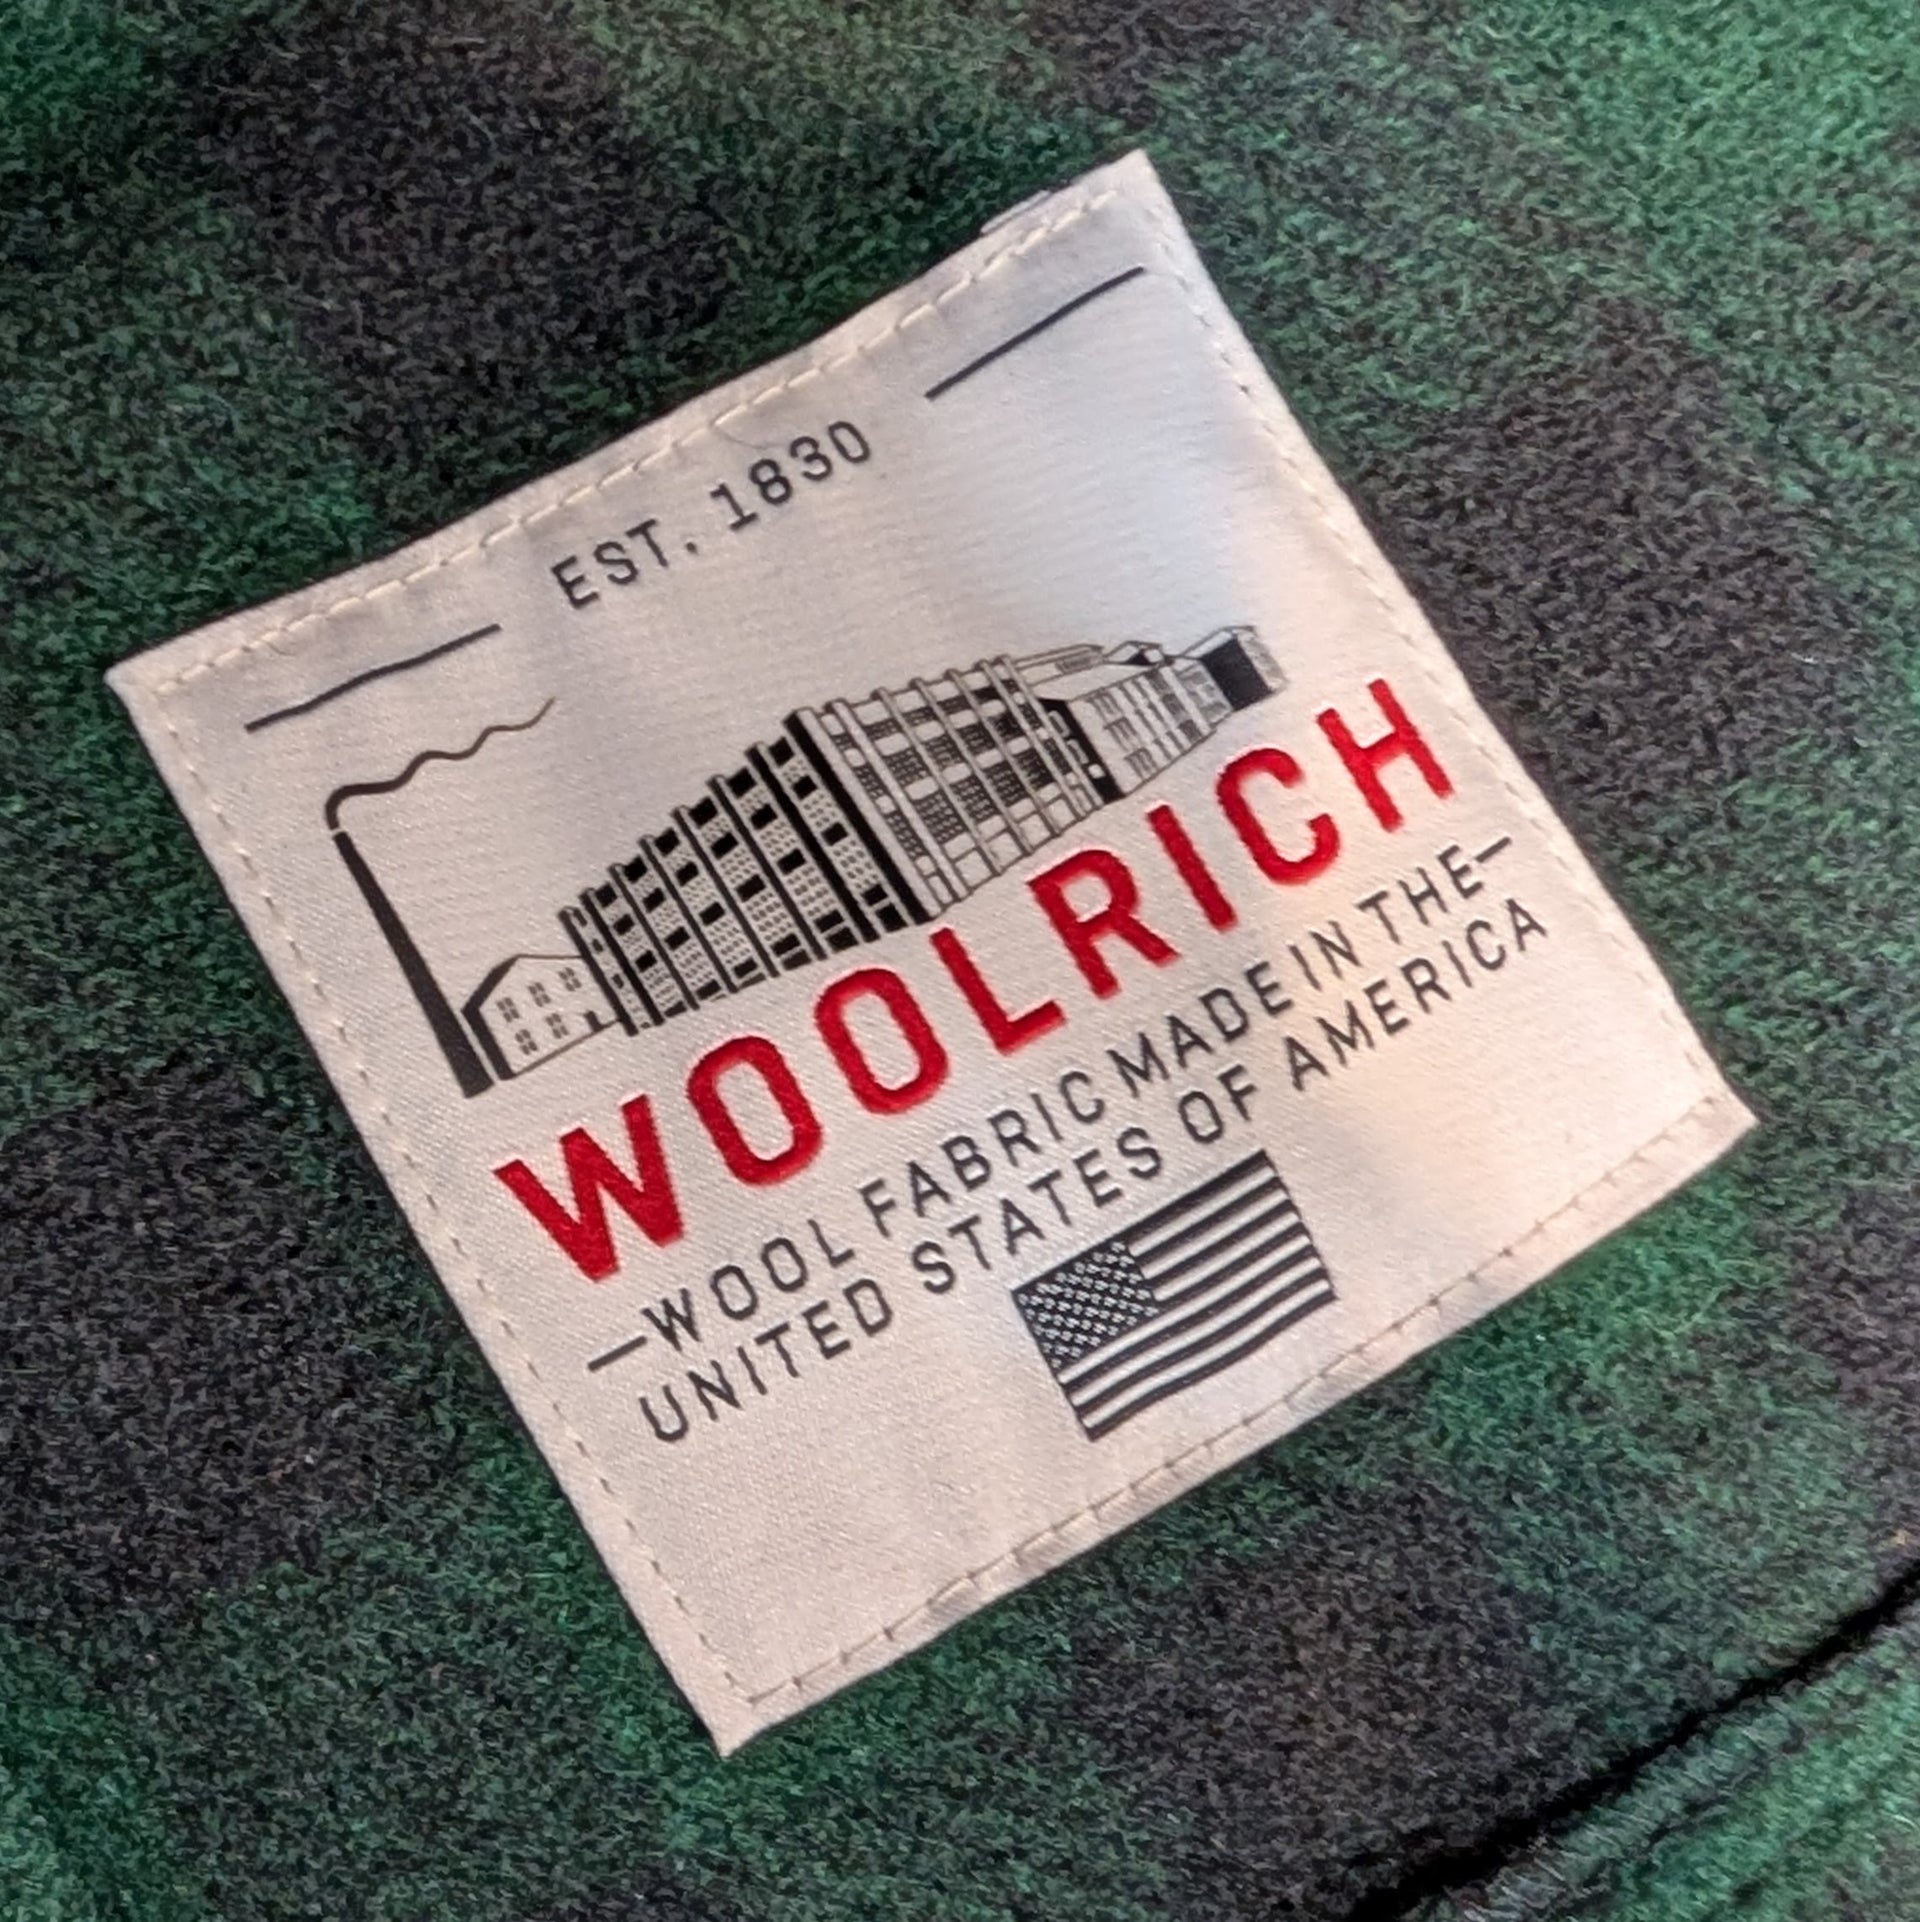 EST. 1830
WOOLRICH
—WOOL FABRIC MADE IN THE—
UNITED STATES OF AMERICA